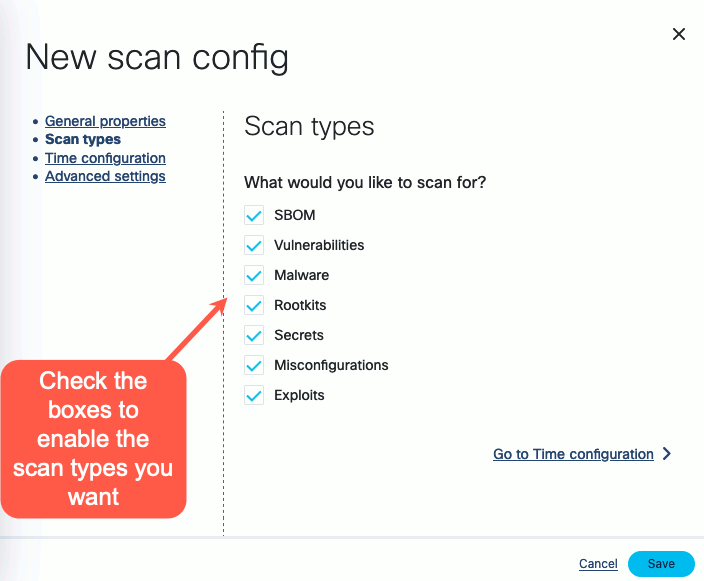 New scan config
General properties
Scan types
Time configuration
Advanced settings
Scan types
What would you like to scan for?
SBOM
Vulnerabilities
Malware
Rootkits
Secrets
Misconfigurations
Exploits
Check the
boxes to
enable the
scan types you
want
Go to Time configuration
Cancel
Save